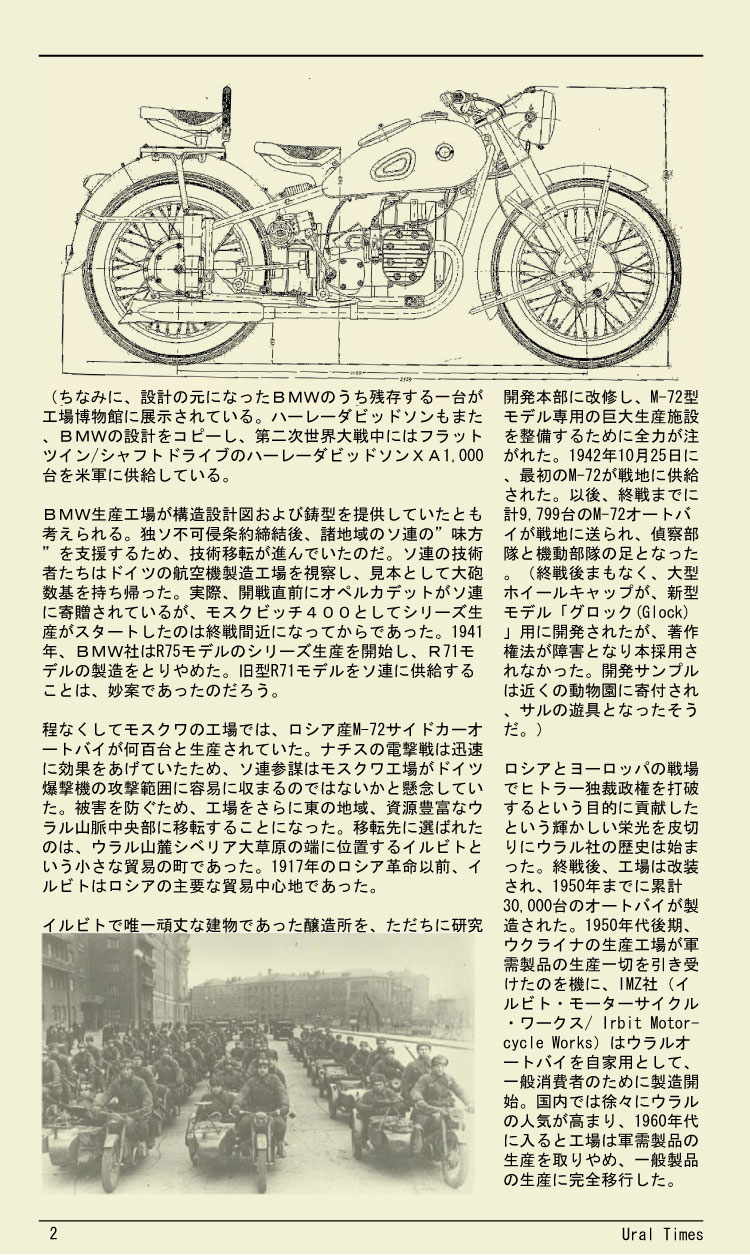 （ちなみに、設計の元になったＢＭＷのうち残存する一台が
工場博物館に展示されている。ハーレーダビッドソンもまた
、ＢＭＷの設計をコピーし、第二次世界大戦中にはフラット
ツイン/シャフトドライブのハーレーダビッドソンＸＡ1,000
台を米軍に供給している。

ＢＭＷ生産工場が構造設計図および鋳型を提供していたとも
考えられる。独ソ不可侵条約締結後、諸地域のソ連の”味方
”を支援するため、技術移転が進んでいたのだ。ソ連の技術
者たちはドイツの航空機製造工場を視察し、見本として大砲
数基を持ち帰った。実際、開戦直前にオペルカデットがソ連
に寄贈されているが、モスクビッチ４００としてシリーズ生
産がスタートしたのは終戦間近になってからであった。1941
年、ＢＭＷ社はR75モデルのシリーズ生産を開始し、Ｒ71モ
デルの製造をとりやめた。旧型R71モデルをソ連に供給する
ことは、妙案であったのだろう。

程なくしてモスクワの工場では、ロシア産M-72サイドカーオ
ートバイが何百台と生産されていた。ナチスの電撃戦は迅速
に効果をあげていたため、ソ連参謀はモスクワ工場がドイツ
爆撃機の攻撃範囲に容易に収まるのではないかと懸念してい
た。被害を防ぐため、工場をさらに東の地域、資源豊富なウ
ラル山脈中央部に移転することになった。移転先に選ばれた
のは、ウラル山麓シベリア大草原の端に位置するイルビトと
いう小さな貿易の町であった。1917年のロシア革命以前、イ
ルビトはロシアの主要な貿易中心地であった。

イルビトで唯一頑丈な建物であった醸造所を、ただちに研究
開発本部に改修し、M-72型
モデル専用の巨大生産施設
を整備するために全力が注
がれた。1942年10月25日に
、最初のM-72が戦地に供給
された。以後、終戦までに
計9,799台のM-72オートバ
イが戦地に送られ、偵察部
隊と機動部隊の足となった
。（終戦後まもなく、大型
ホイールキャップが、新型
モデル「グロック(Glock)
」用に開発されたが、著作
権法が障害となり本採用さ
れなかった。開発サンプル
は近くの動物園に寄付され
、サルの遊具となったそう
だ。）

ロシアとヨーロッパの戦場
でヒトラー独裁政権を打破
するという目的に貢献した
という輝かしい栄光を皮切
りにウラル社の歴史は始ま
った。終戦後、工場は改装
され、1950年までに累計
30,000台のオートバイが製
造された。1950年代後期、
ウクライナの生産工場が軍
需製品の生産一切を引き受
けたのを機に、IMZ社（イ
ルビト・モーターサイクル
・ワークス/ Irbit Motor-
cycle Works）はウラルオ
ートバイを自家用として、
一般消費者のために製造開
始。国内では徐々にウラル
の人気が高まり、1960年代
に入ると工場は軍需製品の
生産を取りやめ、一般製品
の生産に完全移行した。
2
Ural Times